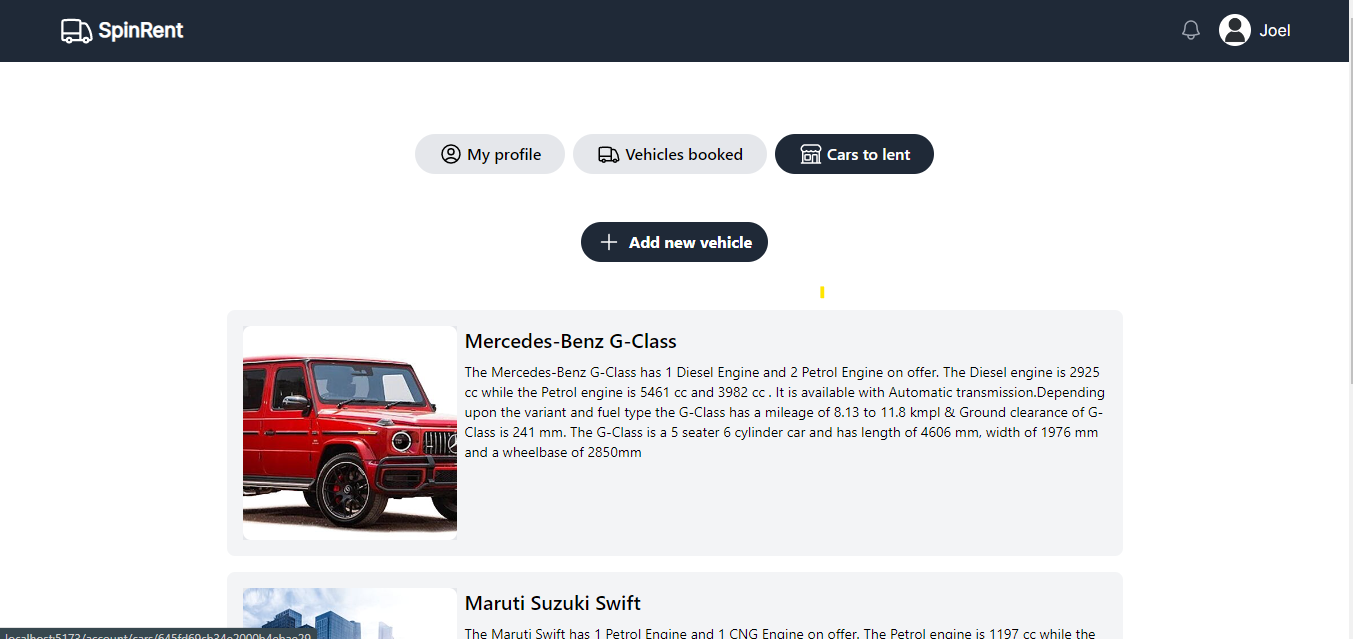 SpinRent
Joel
My profile
Vehicles booked
Cars to lent
Add new vehicle
Mercedes-Benz G-Class
The Mercedes-Benz G-Class has 1 Diesel Engine and 2 Petrol Engine on offer. The Diesel engine is 2925
cc while the Petrol engine is 5461 cc and 3982 cc . It is available with Automatic transmission.Depending
upon the variant and fuel type the G-Class has a mileage of 8.13 to 11.8 kmpl & Ground clearance of G-
Class is 241 mm. The G-Class is a 5 seater 6 cylinder car and has length of 4606 mm, width of 1976 mm
and a wheelbase of 2850mm
Maruti Suzuki Swift
The Maruti Swift has 1 Petrol Engine and 1 CNG Engine on offer. The Petrol engine is 1197 cc while the